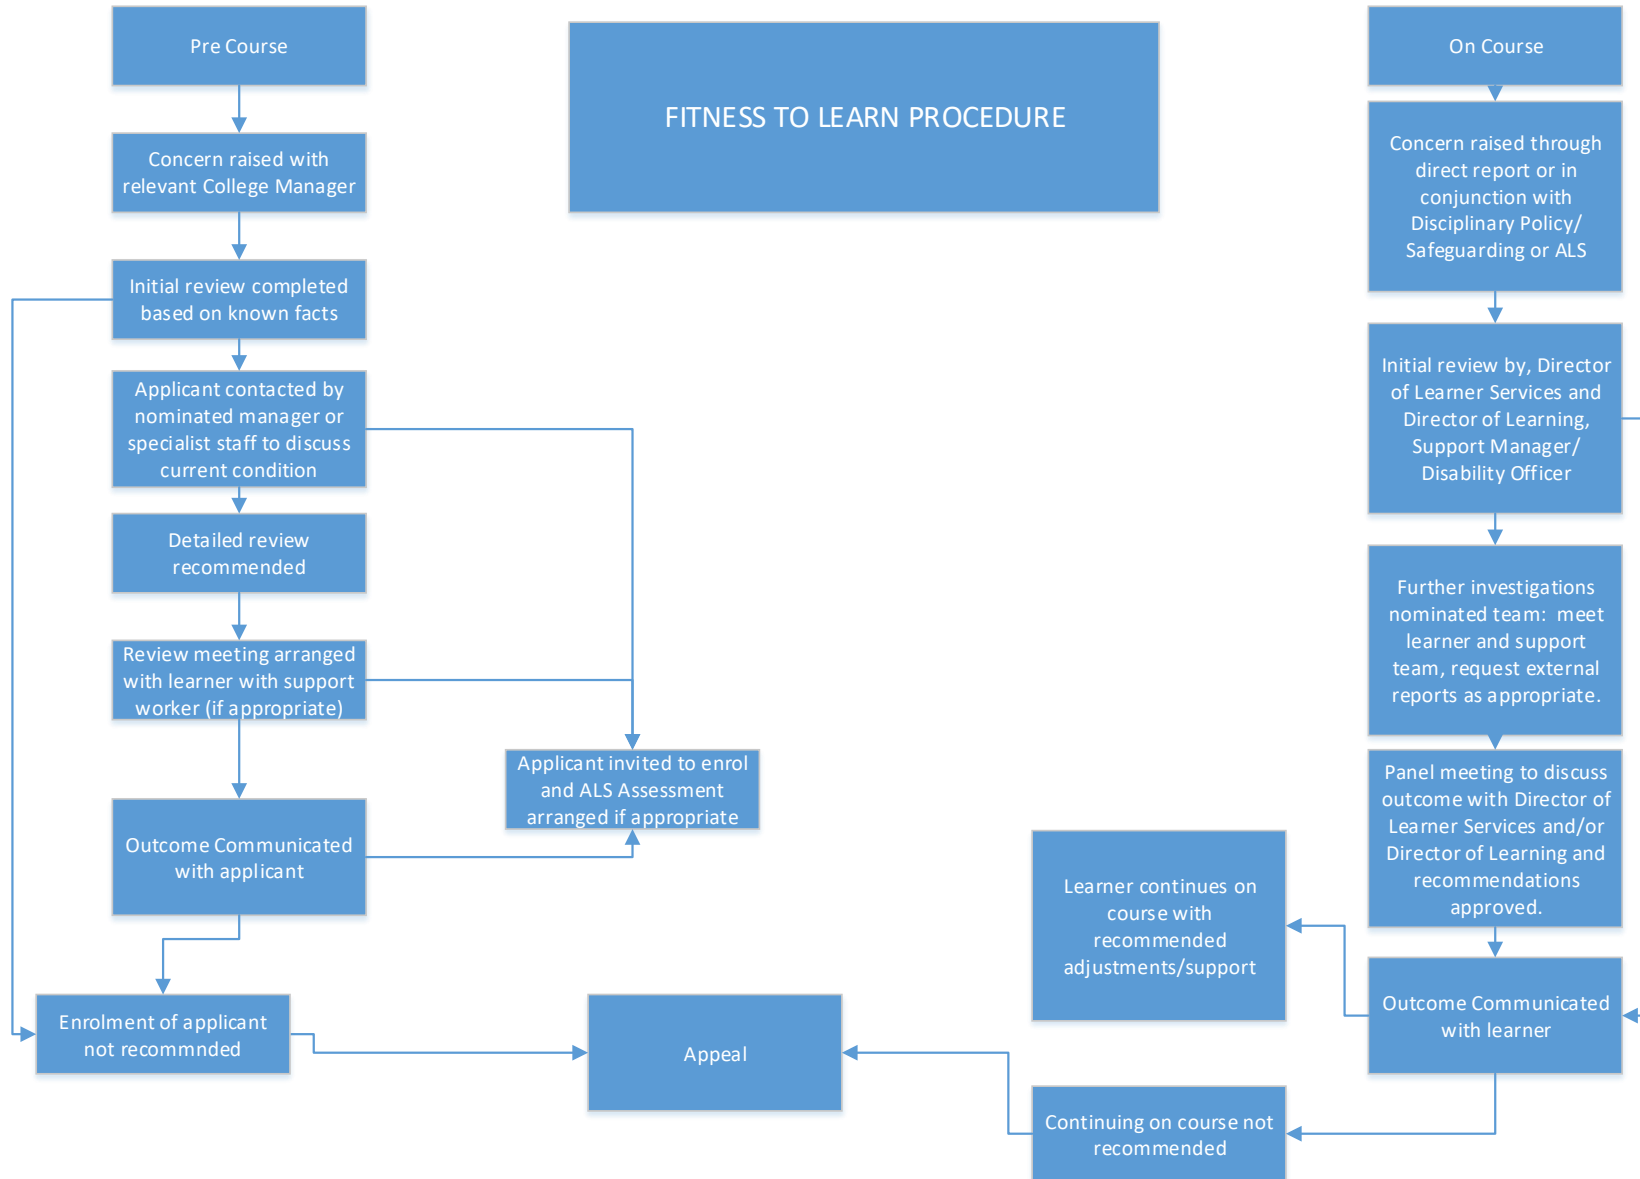 Pre Course
FITNESS TO LEARN PROCEDURE
On Course
Concern raised with
relevant College Manager
Initial review completed
based on known facts
Applicant contacted by
nominated manager or
specialist staff to discuss
current condition
Detailed review
recommended
Review meeting arranged
with learner with support
worker (if appropriate)
Outcome Communicated
with applicant
Enrolment of applicant
not recommnded
Applicant invited to enrol
and ALS Assessment
arranged if appropriate
Appeal
Concern raised through
direct report or in
conjunction with
Disciplinary Policy/
Safeguarding or ALS
Initial review by, Director
of Learner Services and
Director of Learning,
Support Manager/
Disability Officer
Further investigations
nominated team:  meet
learner and support
team, request external
reports as appropriate.
Panel meeting to discuss
outcome with Director of
Learner Services and/or
Director of Learning and
recommendations
approved.
Outcome Communicated
with learner
Learner continues on
course with
recommended
adjustments/support
Continuing on course not
recommended